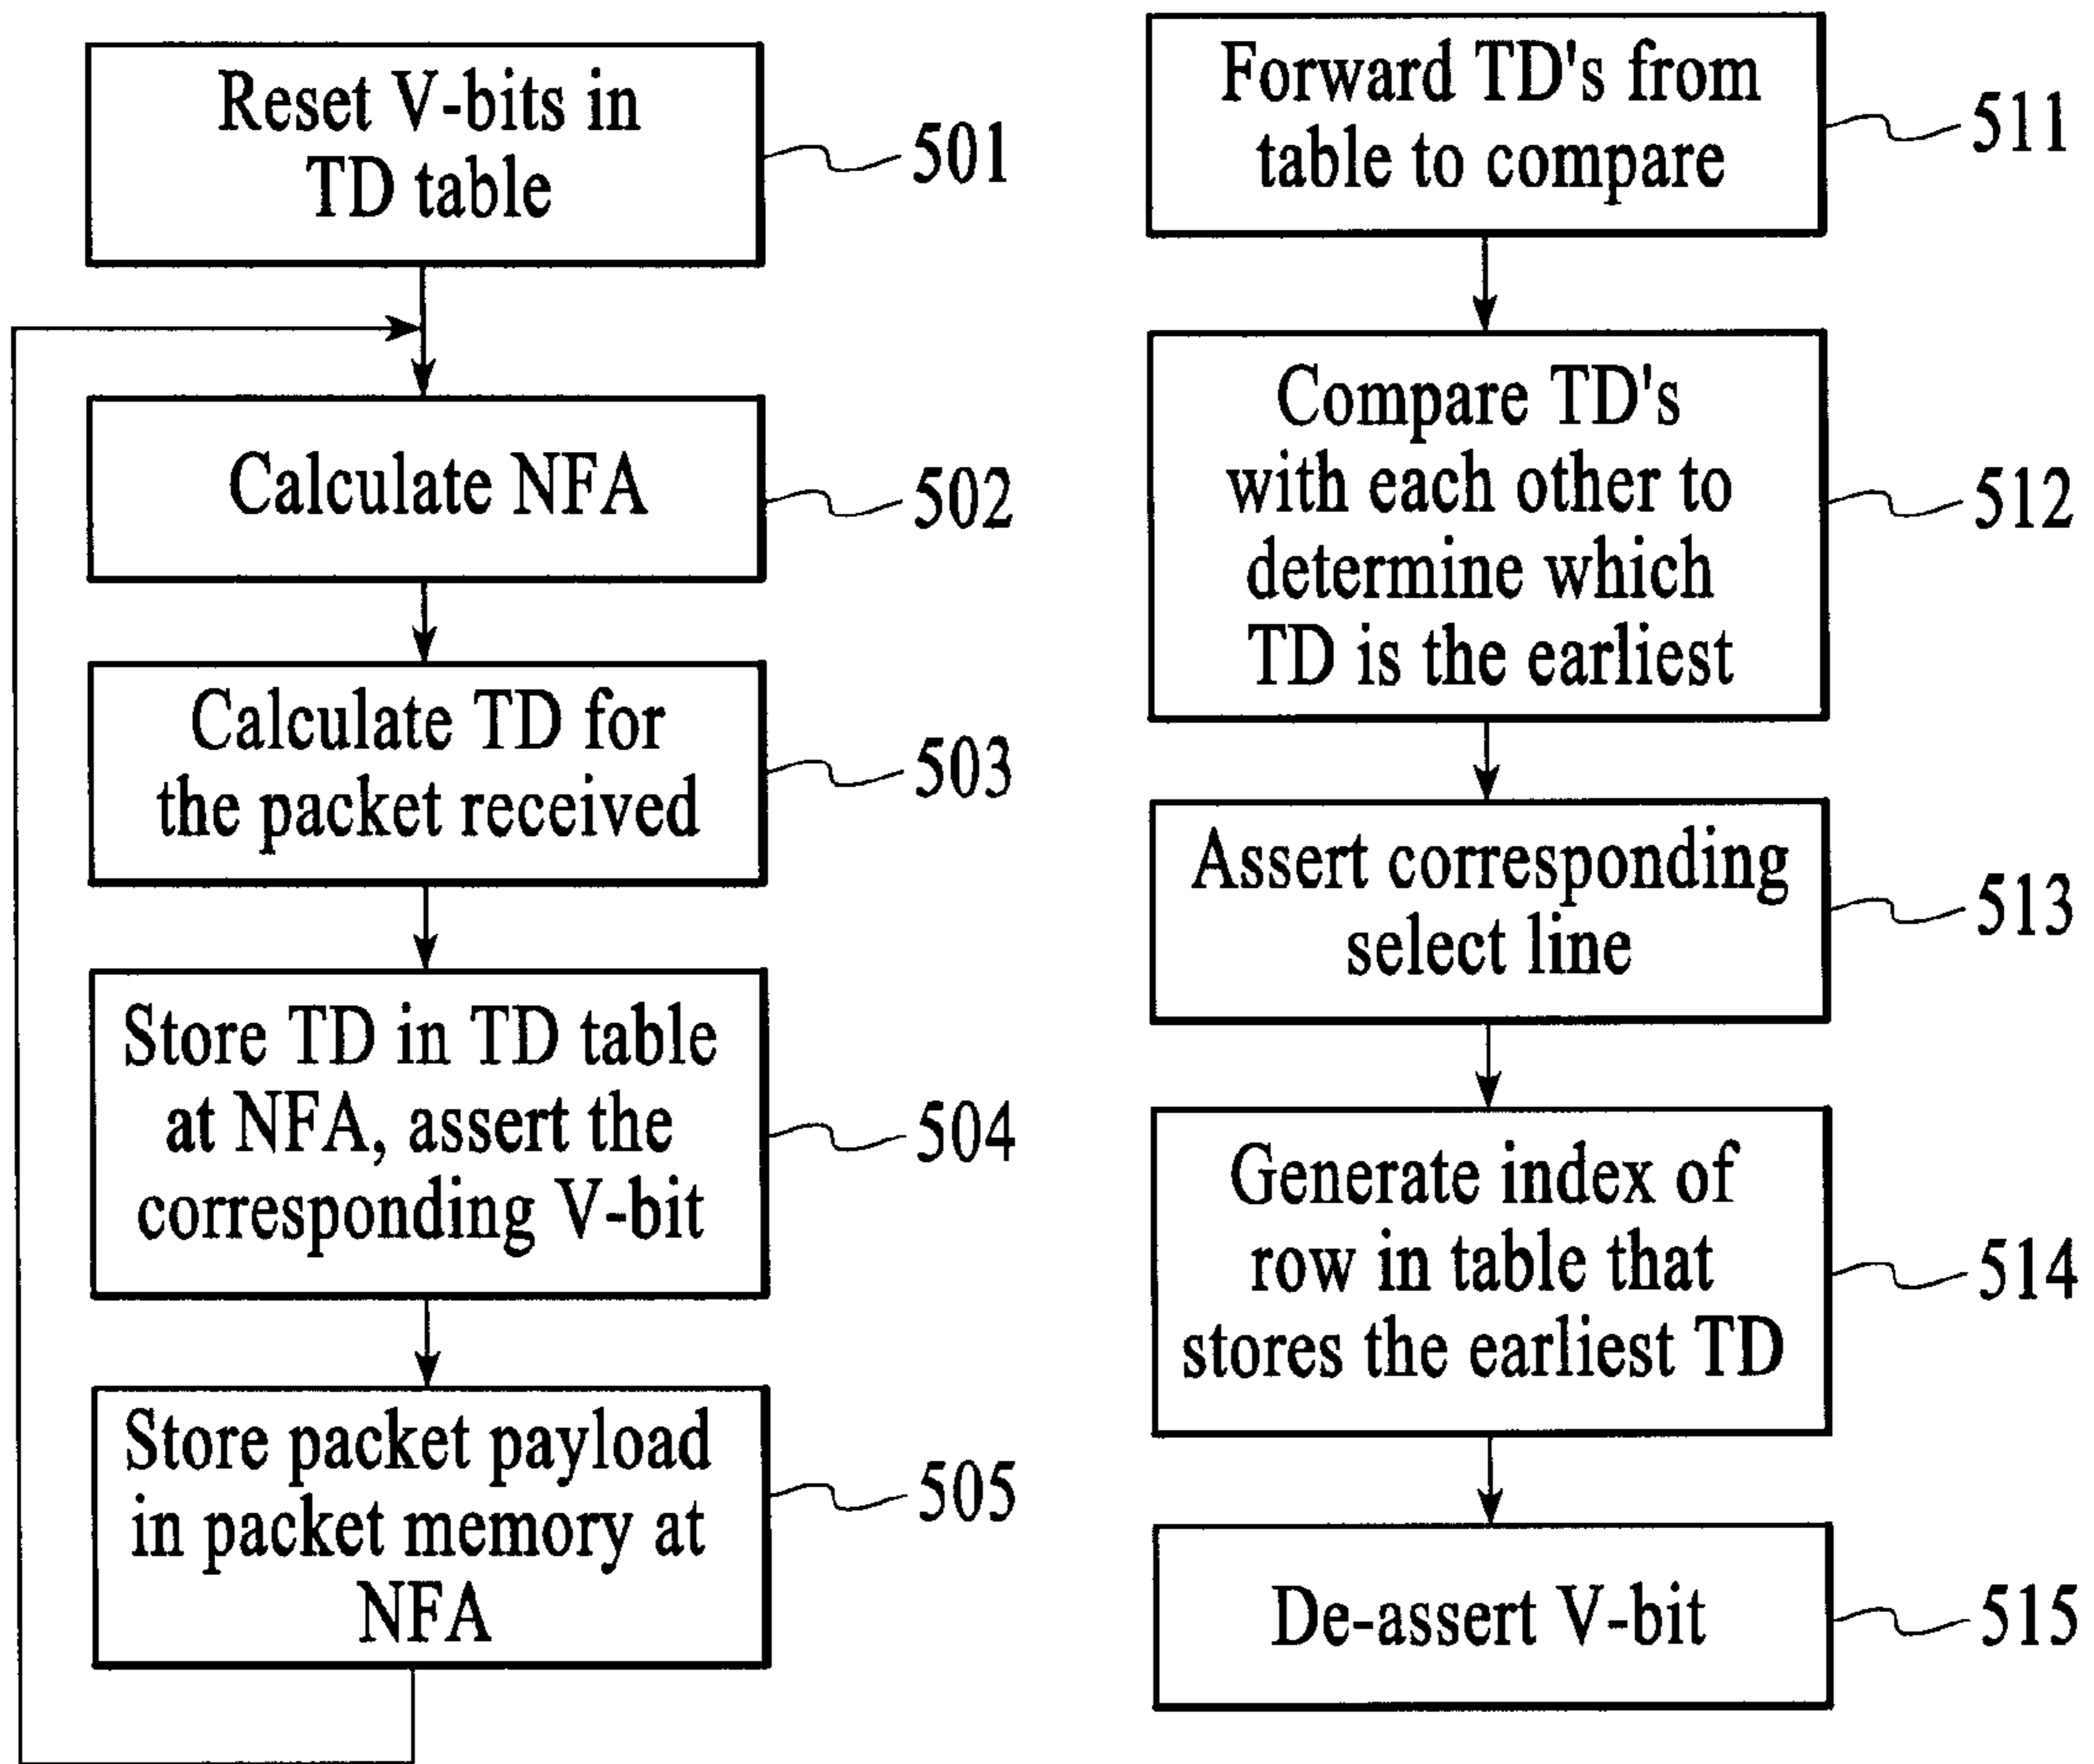 Reset V-bits in
TD table
501
Calculate NFA
502
Calculate TD for
the packet received
503
Store TD in TD table
at NFA, assert the
corresponding V-bit
504
Store packet payload
in packet memory at
NFA
505
Forward TD's from
table to compare
511
Compare TD's
with each other to
determine which
TD is the earliest
512
Assert corresponding
select line
513
Generate index of
row in table that
stores the earliest TD
514
De-assert V-bit
515